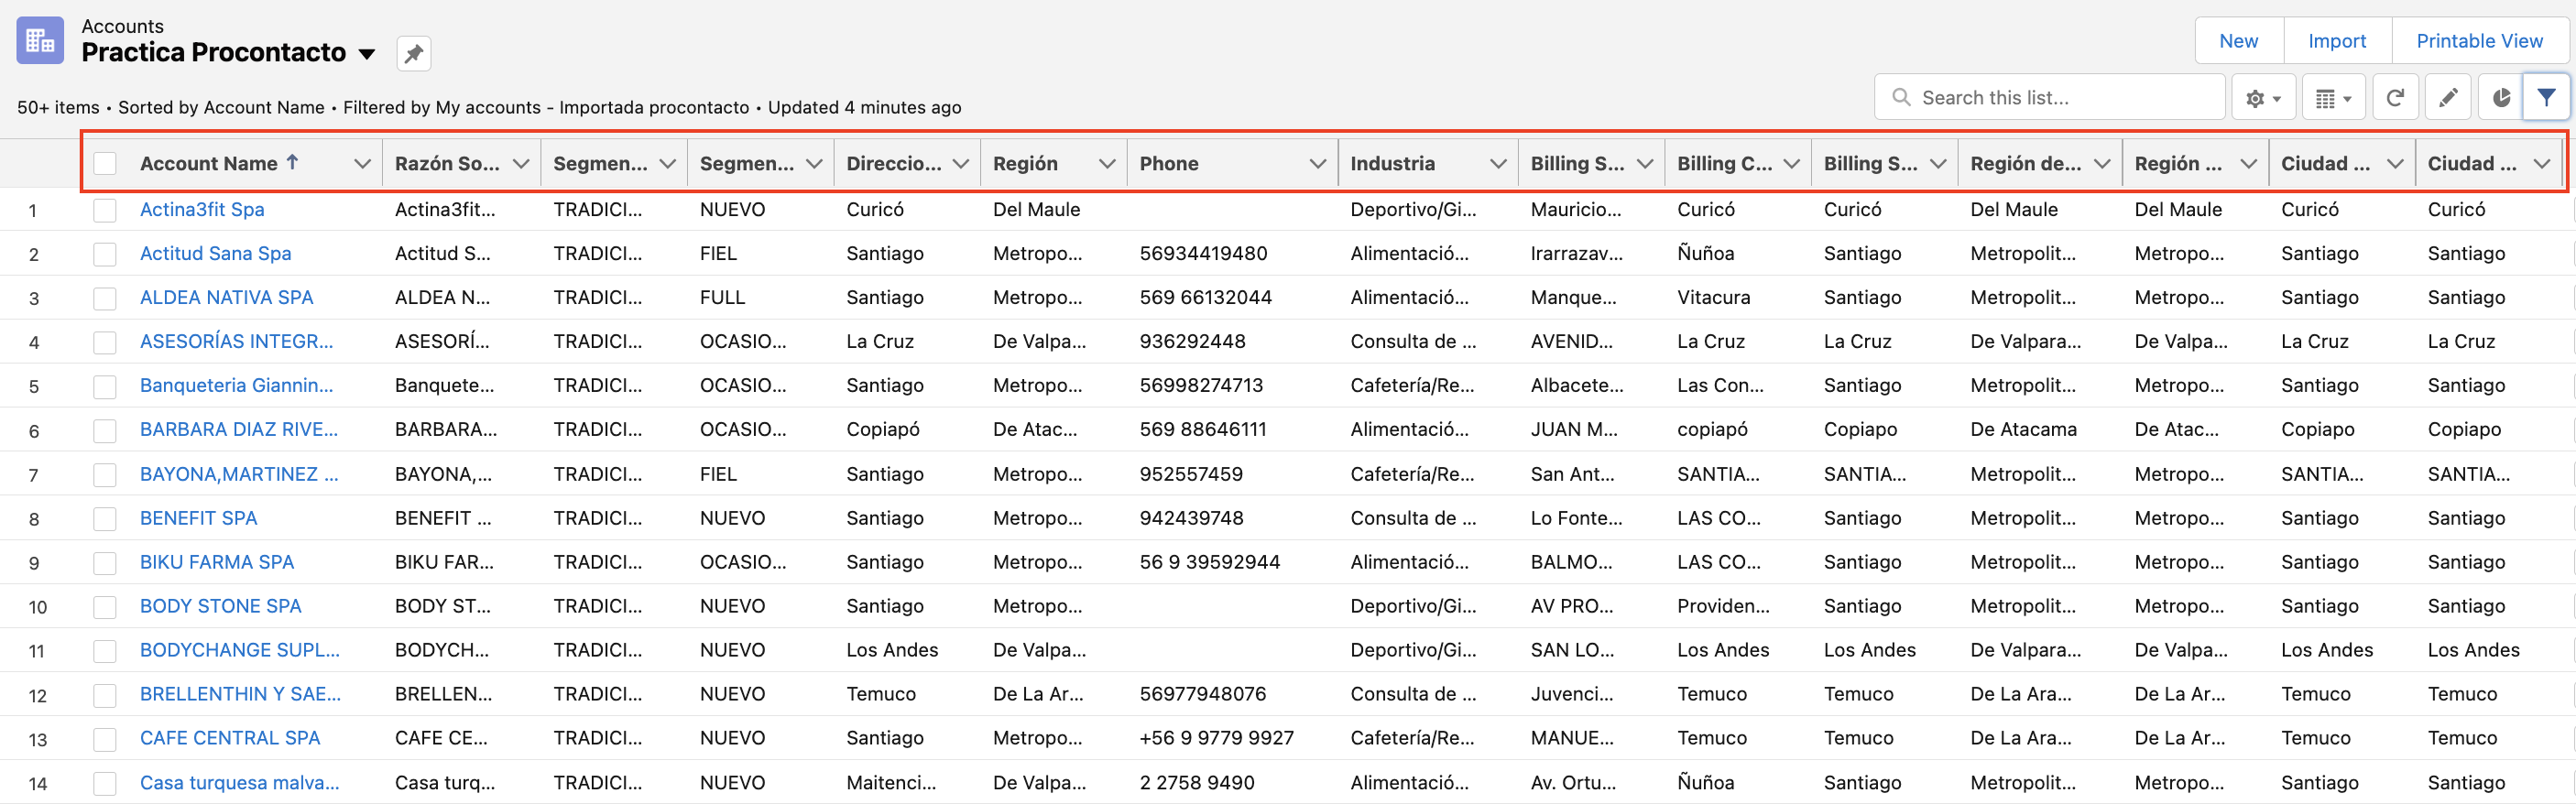 Accounts
Practica Procontacto
New Import Printable View
50+ items • Sorted by Account Name • Filtered by My accounts - Importada procontacto • Updated 4 minutes ago
Search this list...
Account Name Razón So... Segmen... Segmen... Direccio... Región Phone Industria Billing S... Billing C... Billing S... Región de... Región ... Ciudad ... Ciudad ...
1 Actina3fit Spa Actina3fit... TRADICI... NUEVO Curicó Del Maule Deportivo/Gi... Mauricio... Curicó Curicó Del Maule Del Maule Curicó Curicó
2 Actitud Sana Spa Actitud S... TRADICI... FIEL Santiago Metropo... 56934419480 Alimentació... Irarrazav... Ñuñoa Santiago Metropolit... Metropo... Santiago Santiago
3 ALDEA NATIVA SPA ALDEA N... TRADICI... FULL Santiago Metropo... 569 66132044 Alimentació... Manque... Vitacura Santiago Metropolit... Metropo... Santiago Santiago
4 ASESORÍAS INTEGR... ASESORÍ... TRADICI... OCASIO... La Cruz De Valpa... 936292448 Consulta de ... AVENID... La Cruz La Cruz De Valpara... De Valpa... La Cruz La Cruz
5 Banqueteria Giannin... Banquete... TRADICI... OCASIO... Santiago Metropo... 56998274713 Cafetería/Re... Albacete... Las Con... Santiago Metropolit... Metropo... Santiago Santiago
6 BARBARA DIAZ RIVE... BARBARA... TRADICI... OCASIO... Copiapó De Atac... 569 88646111 Alimentació... JUAN M... copiapó Copiapo De Atacama De Atac... Copiapo Copiapo
7 BAYONA,MARTINEZ ... BAYONA,... TRADICI... FIEL Santiago Metropo... 952557459 Cafetería/Re... San Ant... SANTIA... SANTIA... Metropolit... Metropo... SANTIA... SANTIA...
8 BENEFIT SPA BENEFIT ... TRADICI... NUEVO Santiago Metropo... 942439748 Consulta de ... Lo Fonte... LAS CO... Santiago Metropolit... Metropo... Santiago Santiago
9 BIKU FARMA SPA BIKU FAR... TRADICI... OCASIO... Santiago Metropo... 56 9 39592944 Alimentació... BALMO... LAS CO... Santiago Metropolit... Metropo... Santiago Santiago
10 BODY STONE SPA BODY ST... TRADICI... NUEVO Santiago Metropo... Deportivo/Gi... AV PRO... Providen... Santiago Metropolit... Metropo... Santiago Santiago
11 BODYCHANGE SUPL... BODYCH... TRADICI... NUEVO Los Andes De Valpa... Deportivo/Gi... SAN LO... Los Andes Los Andes De Valpara... De Valpa... Los Andes Los Andes
12 BRELLENTHIN Y SAE... BRELLEN... TRADICI... NUEVO Temuco De La Ar... 56977948076 Consulta de ... Juvenci... Temuco Temuco De La Ara... De La Ar... Temuco Temuco
13 CAFE CENTRAL SPA CAFE CE... TRADICI... NUEVO Santiago Metropo... +56 9 9779 9927 Cafetería/Re... MANUE... Temuco Temuco De La Ara... De La Ar... Temuco Temuco
14 Casa turquesa malva... Casa turq... TRADICI... NUEVO Maitenci... De Valpa... 2 2758 9490 Alimentació... Av. Ortu... Ñuñoa Santiago Metropolit... Metropo... Santiago Santiago